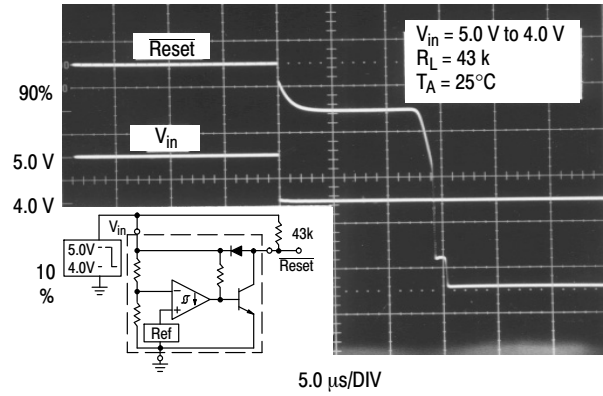 Reset
V_in = 5.0 V to 4.0 V
R_L = 43 k
T_A = 25°C
90%
V_in
5.0 V
4.0 V
V_in
43k
5.0V
4.0V
Reset
10
%
Ref
5.0 μs/DIV